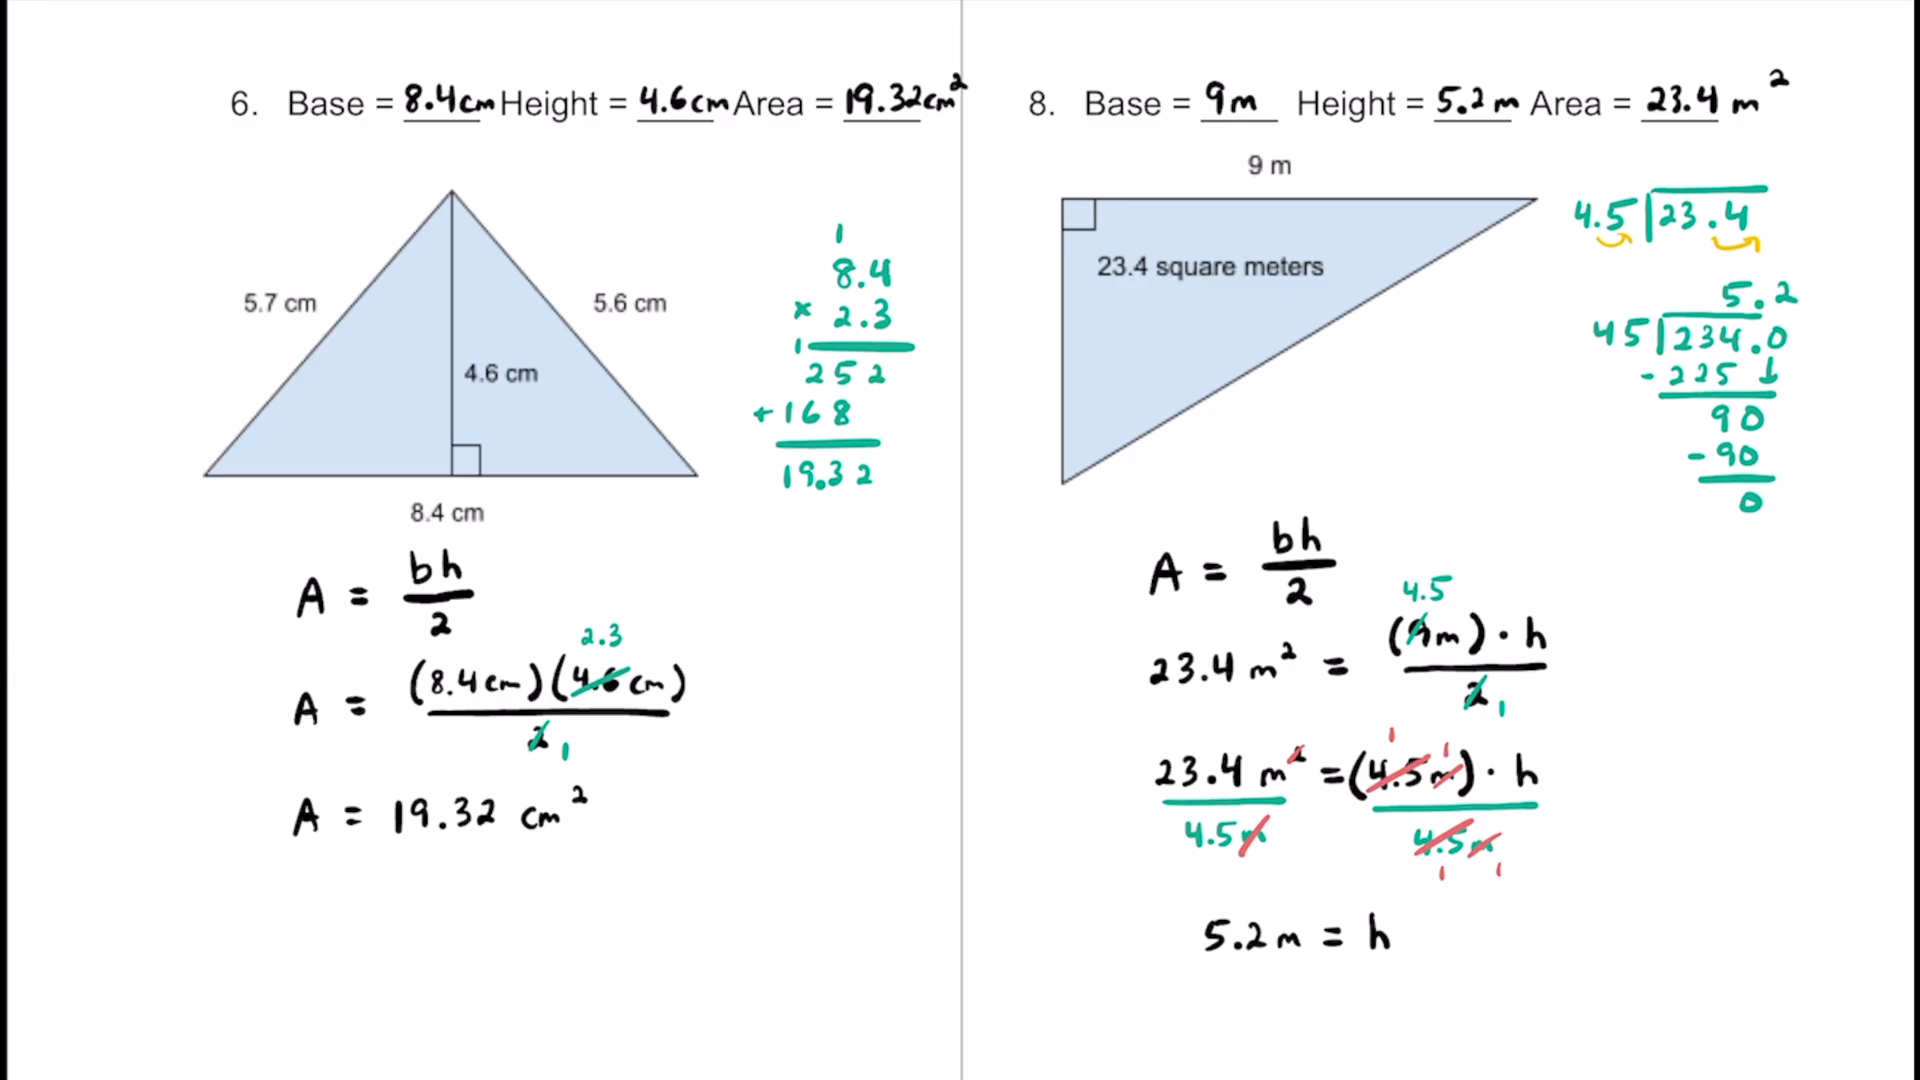 6. Base = 8.4cm Height = 4.6cm Area = 19.32cm²
5.7 cm
5.6 cm
4.6 cm
8.4 cm
1
8.4
× 2.3
1
252
+168
19.32
A = bh
2
2.3
A = (8.4cm)(4.6cm)
2 1
A = 19.32 cm²
8. Base = 9m Height = 5.2m Area = 23.4 m²
9 m
23.4 square meters
4.5 23.4
5.2
45 234.0
-225↓
90
-90
0
A = bh
2
4.5
23.4 m² = (9m)·h
2 1
1 1
23.4 m² = (4.5m)·h
4.5m 4.5m
1 1
5.2m = h